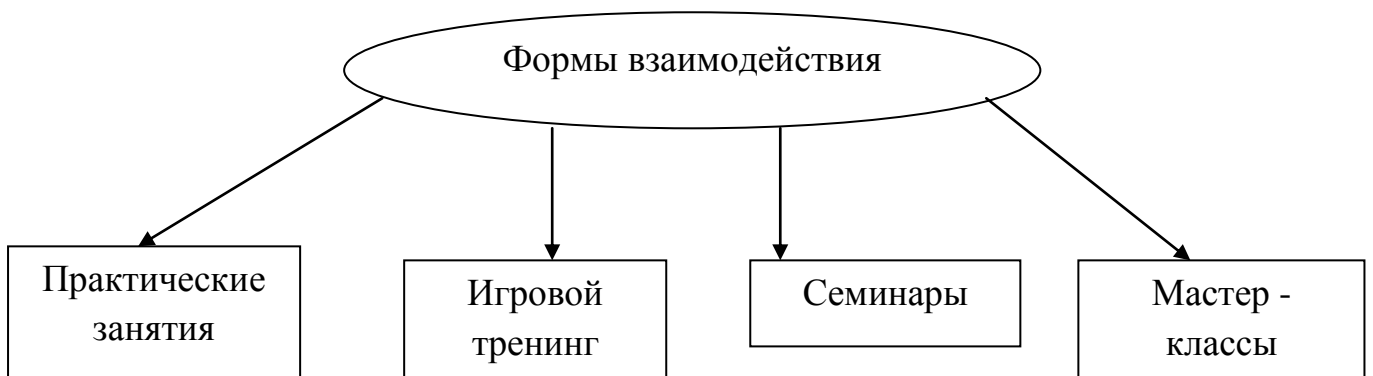 Формы взаимодействия
Практические
занятия
Игровой
тренинг
Семинары
Мастер -
классы